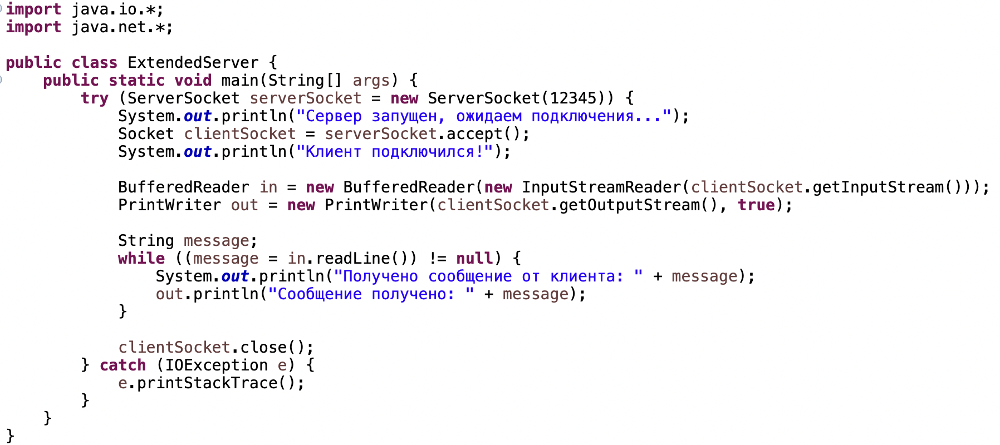 import java.io.*;
import java.net.*;

public class ExtendedServer {
    public static void main(String[] args) {
        try (ServerSocket serverSocket = new ServerSocket(12345)) {
            System.out.println("Сервер запущен, ожидаем подключения...");
            Socket clientSocket = serverSocket.accept();
            System.out.println("Клиент подключился!");

            BufferedReader in = new BufferedReader(new InputStreamReader(clientSocket.getInputStream()));
            PrintWriter out = new PrintWriter(clientSocket.getOutputStream(), true);

            String message;
            while ((message = in.readLine()) != null) {
                System.out.println("Получено сообщение от клиента: " + message);
                out.println("Сообщение получено: " + message);
            }

            clientSocket.close();
        } catch (IOException e) {
            e.printStackTrace();
        }
    }
}